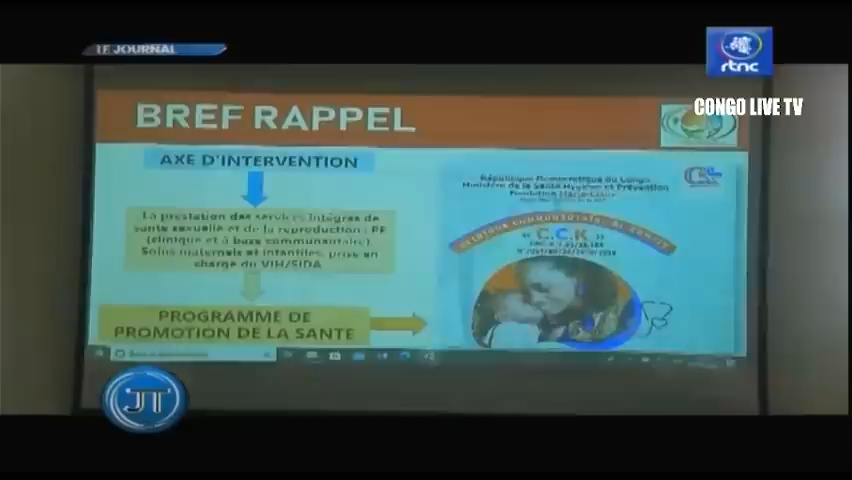 LE JOURNAL
rtnc
CONGO LIVE TV
BREF RAPPEL
AXE D'INTERVENTION
La prestation des services intégrés de
santé sexuelle et de la reproduction : PF
(clinique et à base communautaire).
Soins maternels et infantiles, prise en
charge du VIH/SIDA
PROGRAMME DE
PROMOTION DE LA SANTE
République Démocratique du Congo
Ministère de la Santé Hygiène et Prévention
Fondation
« C.C.K »
JT